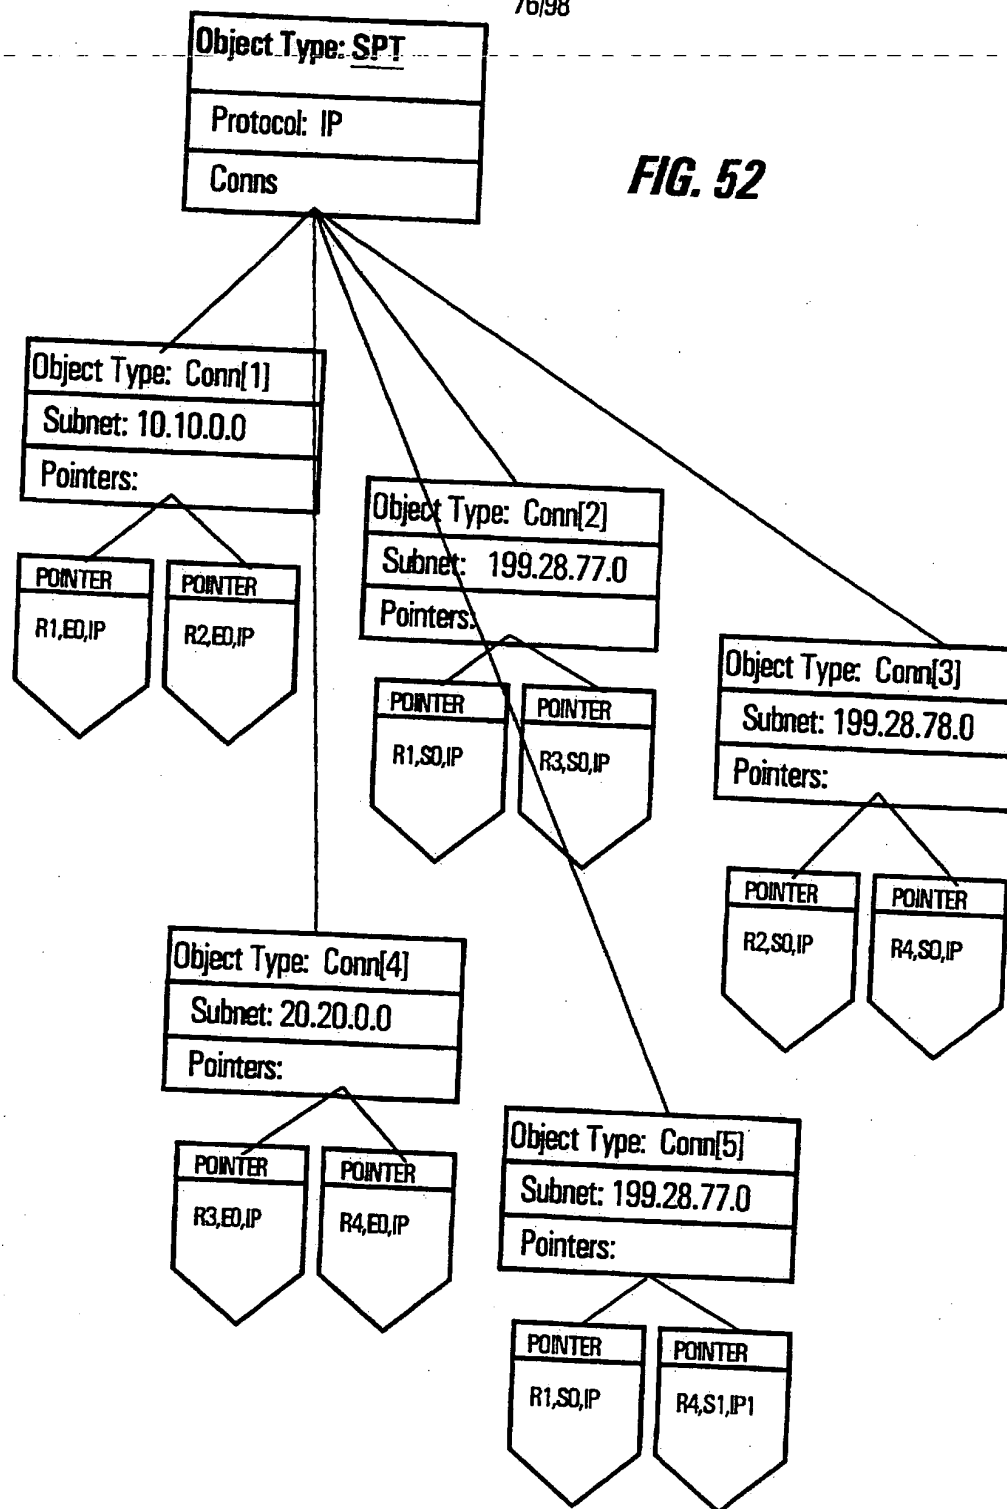 76/98
Object Type: SPT
Protocol: IP
Conns
FIG. 52
Object Type: Conn[1]
Subnet: 10.10.0.0
Pointers:
POINTER
R1,E0,IP
POINTER
R2,E0,IP
Object Type: Conn[2]
Subnet: 199.28.77.0
Pointers:
POINTER
R1,S0,IP
POINTER
R3,S0,IP
Object Type: Conn[3]
Subnet: 199.28.78.0
Pointers:
POINTER
R2,S0,IP
POINTER
R4,S0,IP
Object Type: Conn[4]
Subnet: 20.20.0.0
Pointers:
POINTER
R3,E0,IP
POINTER
R4,E0,IP
Object Type: Conn[5]
Subnet: 199.28.77.0
Pointers:
POINTER
R1,S0,IP
POINTER
R4,S1,IP1